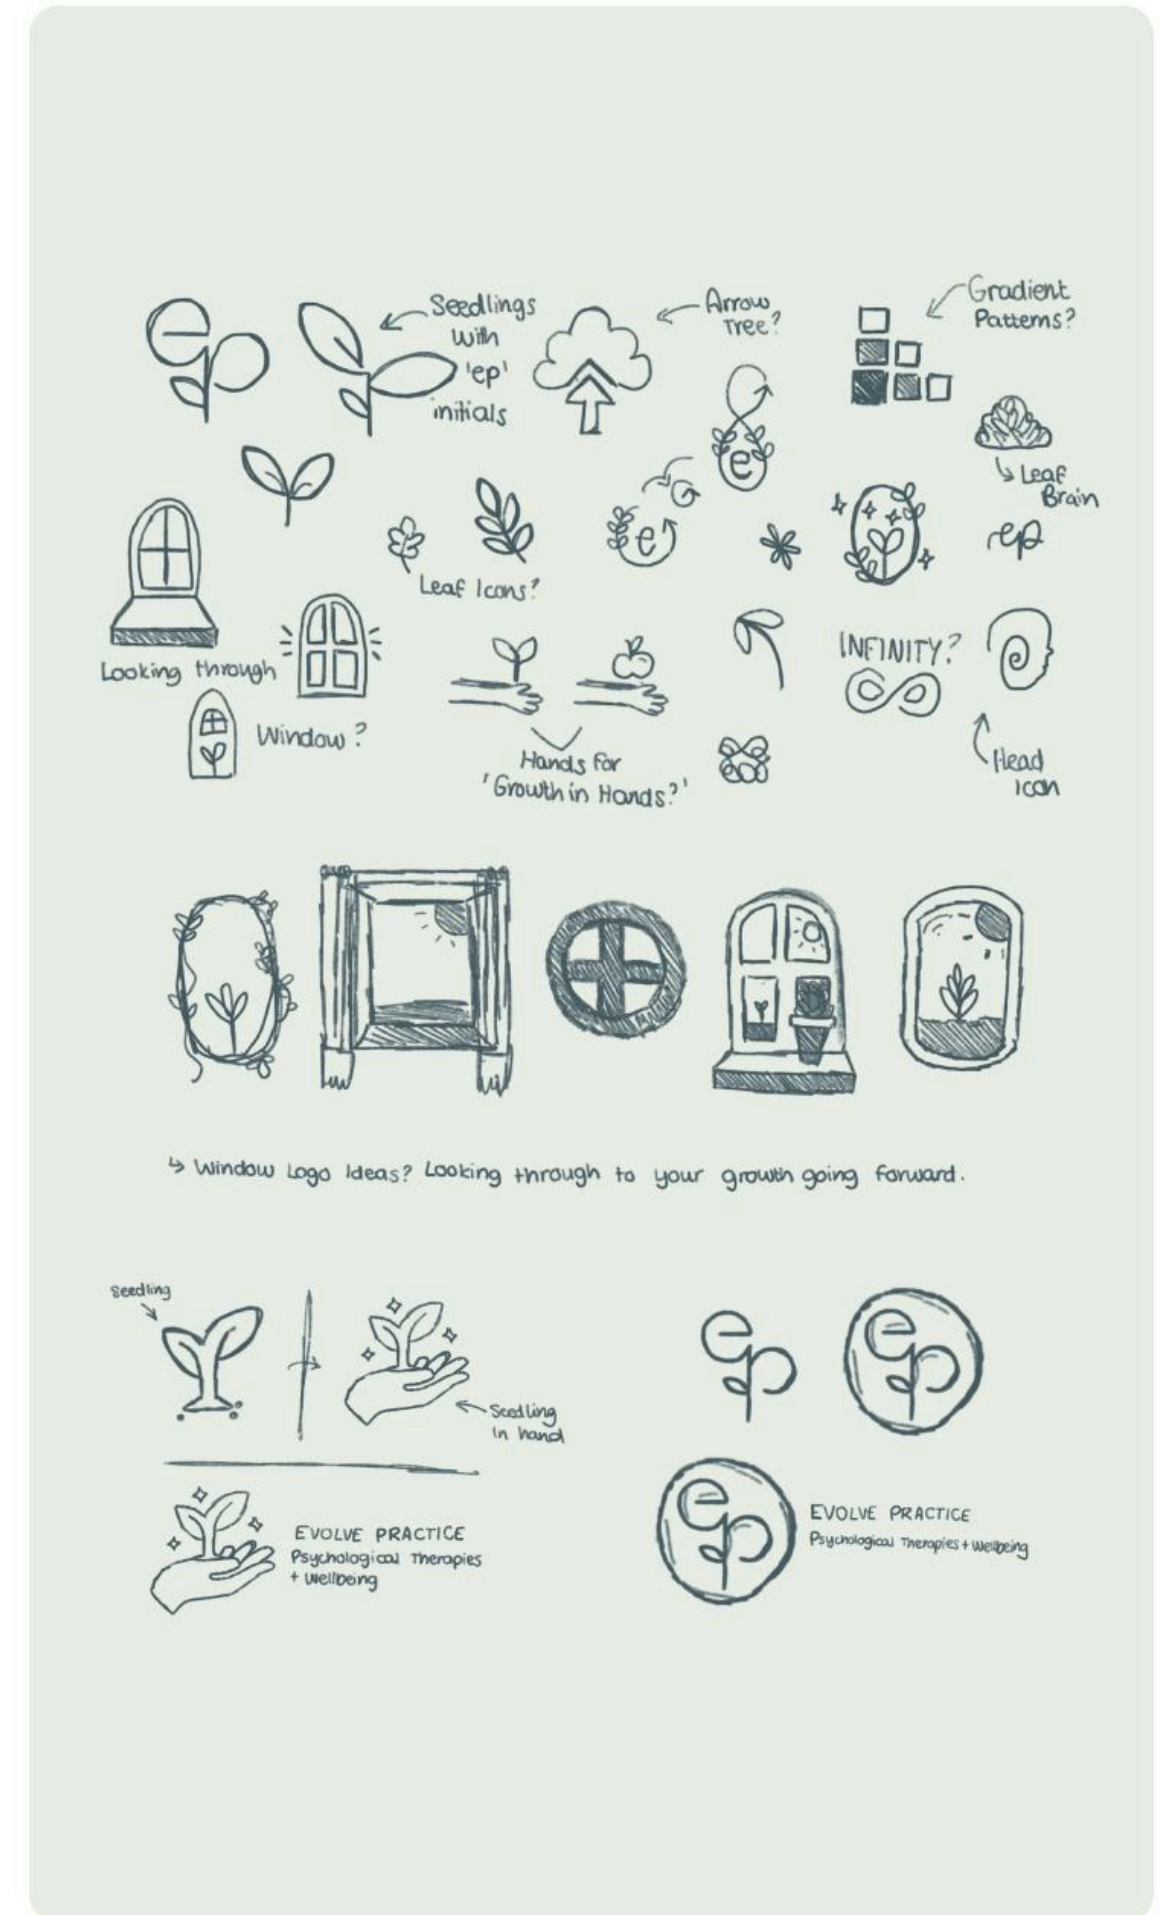 Seedlings
with
'ep'
initials
Arrow
Tree?
Gradient
Patterns?
Leaf
Brain
e
G
e
ep
Leaf Icons?
Looking through
Window?
Hands for
'Growth in Hands?'
INFINITY?
Head
icon
Window Logo Ideas? Looking through to your growth going forward.
Seedling
Seedling
in hand
ep
ep
EVOLVE PRACTICE
Psychological Therapies
+ Wellbeing
ep
EVOLVE PRACTICE
Psychological Therapies + Wellbeing